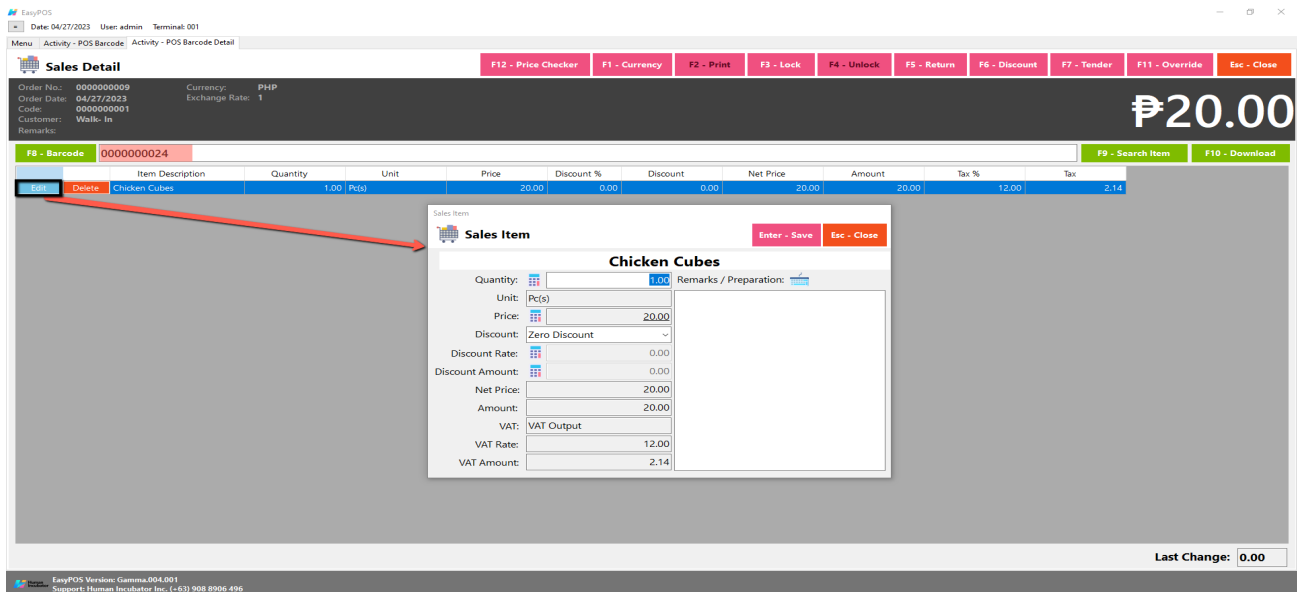 EasyPOS
Date: 04/27/2023 User: admin Terminal: 001
Menu Activity - POS Barcode Activity - POS Barcode Detail
Sales Detail
F12 - Price Checker F1 - Currency F2 - Print F3 - Lock F4 - Unlock F5 - Return F6 - Discount F7 - Tender F11 - Override Esc - Close
Order No.: 0000000009 Currency: PHP
Order Date: 04/27/2023 Exchange Rate: 1
Code: 0000000001
Customer: Walk- In
Remarks:
₱20.00
F8 - Barcode 0000000024 F9 - Search Item F10 - Download
Item Description Quantity Unit Price Discount % Discount Net Price Amount Tax % Tax
Edit Delete Chicken Cubes 1.00 Pc(s) 20.00 0.00 0.00 20.00 20.00 12.00 2.14
Sales Item
Sales Item Enter - Save Esc - Close
Chicken Cubes
Quantity: 1.00 Remarks / Preparation:
Unit: Pc(s)
Price: 20.00
Discount: Zero Discount
Discount Rate: 0.00
Discount Amount: 0.00
Net Price: 20.00
Amount: 20.00
VAT: VAT Output
VAT Rate: 12.00
VAT Amount: 2.14
Last Change: 0.00
Human Incubator
EasyPOS Version: Gamma.004.001
Support: Human Incubator Inc. (+63) 908 8906 496